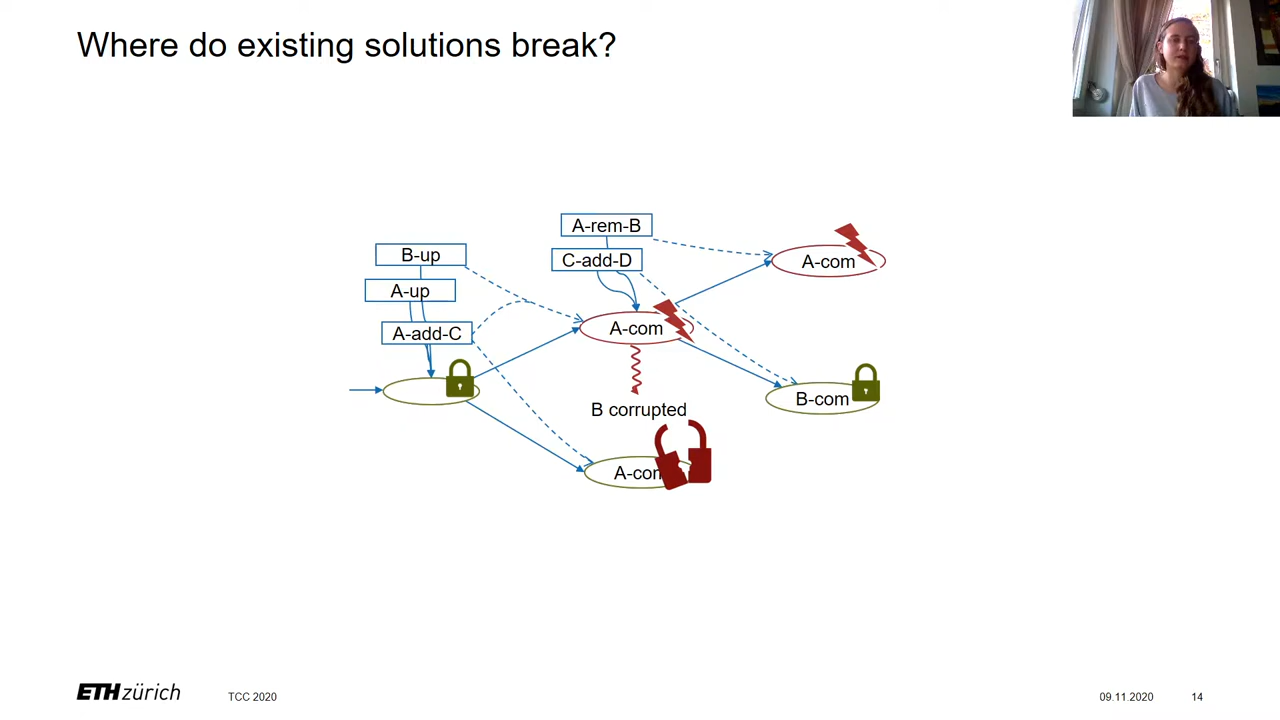 Where do existing solutions break?
A-rem-B
B-up
C-add-D
A-com
A-up
A-add-C
A-com
B-com
B corrupted
A-com
ETH zürich
TCC 2020
09.11.2020
14